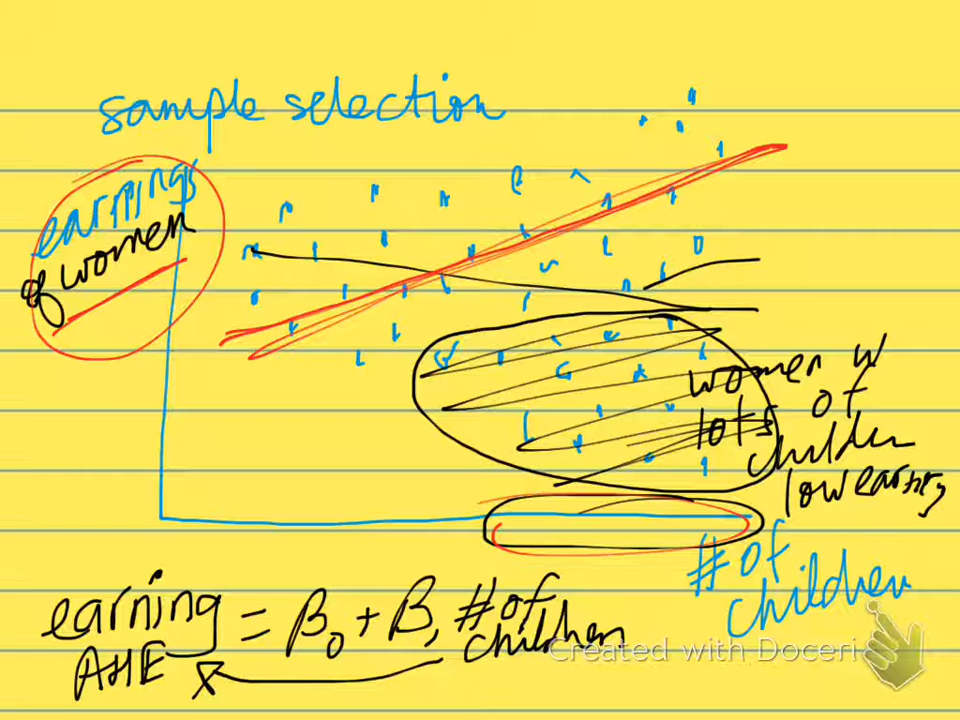 sample selection
earnings
of women
women w
lots of
children
low earning
# of
children
earning = β₀ + β₁ # of
children
AHE
Created with Doceri